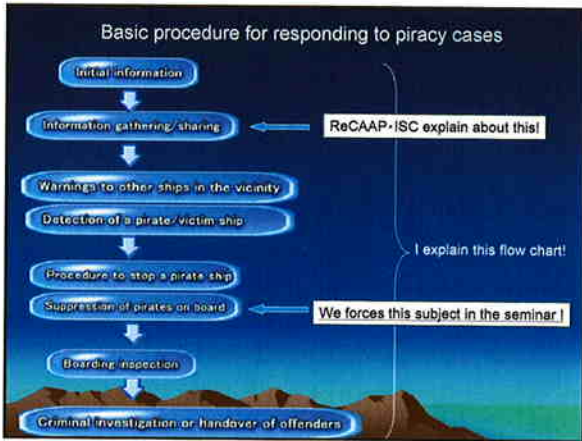 Basic procedure for responding to piracy cases
Initial information
Information gathering/sharing
ReCAAP・ISC explain about this!
Warnings to other ships in the vicinity
Detection of a pirate/victim ship
I explain this flow chart!
Procedure to stop a pirate ship
Suppression of pirates on board
We forces this subject in the seminar !
Boarding inspection
Criminal investigation or handover of offenders